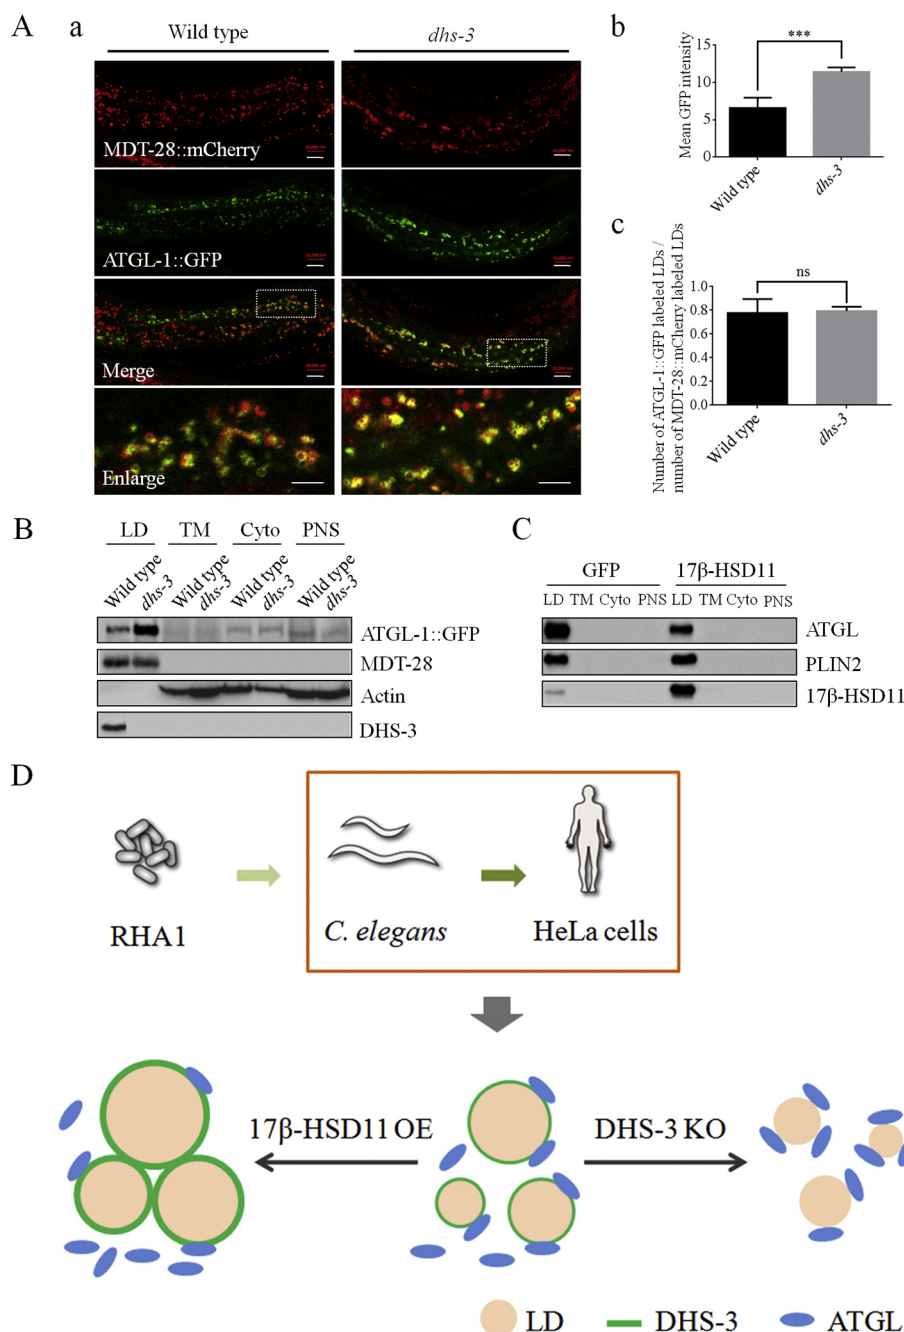 A
a
Wild type
dhs-3
MDT-28::mCherry
ATGL-1::GFP
Merge
Enlarge
b
Mean GFP intensity
15
10
5
0
***
Wild type
dhs-3
c
Number of ATGL-1::GFP labeled LDs /
number of MDT-28::mCherry labeled LDs
1.0
0.8
0.6
0.4
0.2
0.0
ns
Wild type
dhs-3
B
LD TM Cyto PNS
Wild type dhs-3 Wild type dhs-3 Wild type dhs-3 Wild type dhs-3
ATGL-1::GFP
MDT-28
Actin
DHS-3
C
GFP 17β-HSD11
LD TM Cyto PNS LD TM Cyto PNS
ATGL
PLIN2
17β-HSD11
D
RHA1
C. elegans
HeLa cells
17β-HSD11 OE
DHS-3 KO
LD
DHS-3
ATGL